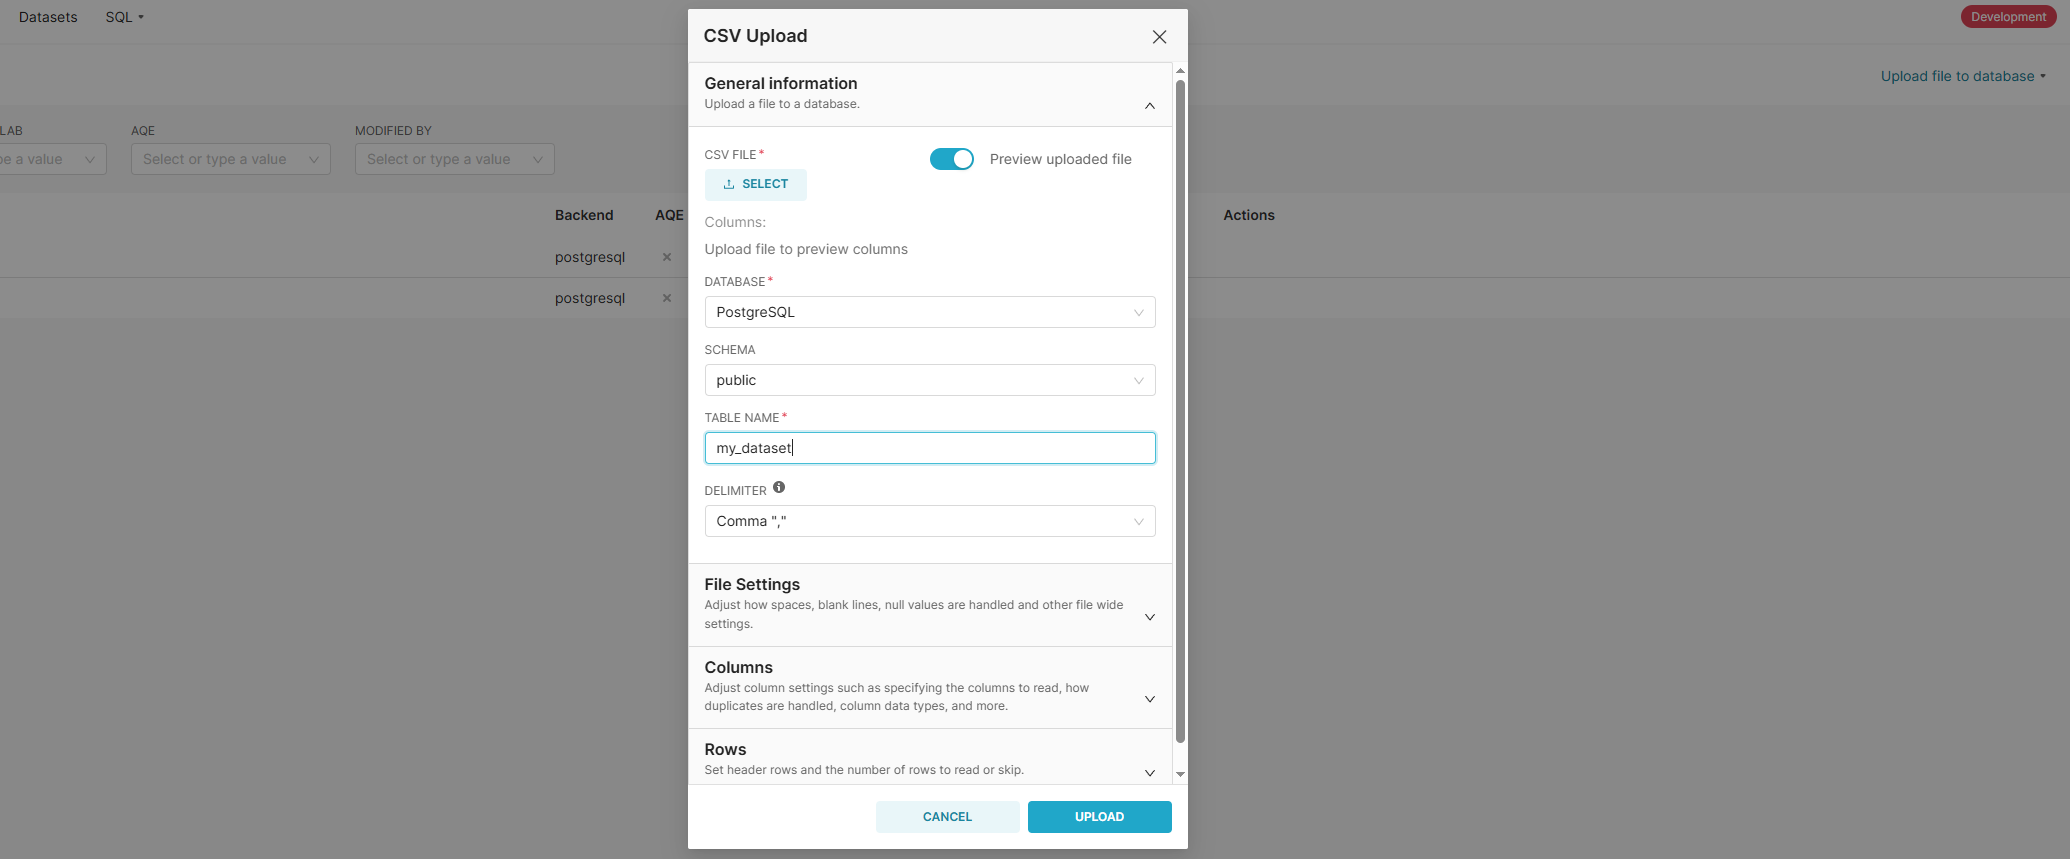 Datasets
SQL
Development
CSV Upload
Upload file to database
General information
Upload a file to a database.
LAB
AQE
MODIFIED BY
pe a value
Select or type a value
Select or type a value
CSV FILE*
Preview uploaded file
SELECT
Columns:
Upload file to preview columns
Backend
AQE
Actions
postgresql
postgresql
DATABASE*
PostgreSQL
SCHEMA
public
TABLE NAME*
my_dataset
DELIMITER
Comma ","
File Settings
Adjust how spaces, blank lines, null values are handled and other file wide
settings.
Columns
Adjust column settings such as specifying the columns to read, how
duplicates are handled, column data types, and more.
Rows
Set header rows and the number of rows to read or skip.
CANCEL
UPLOAD